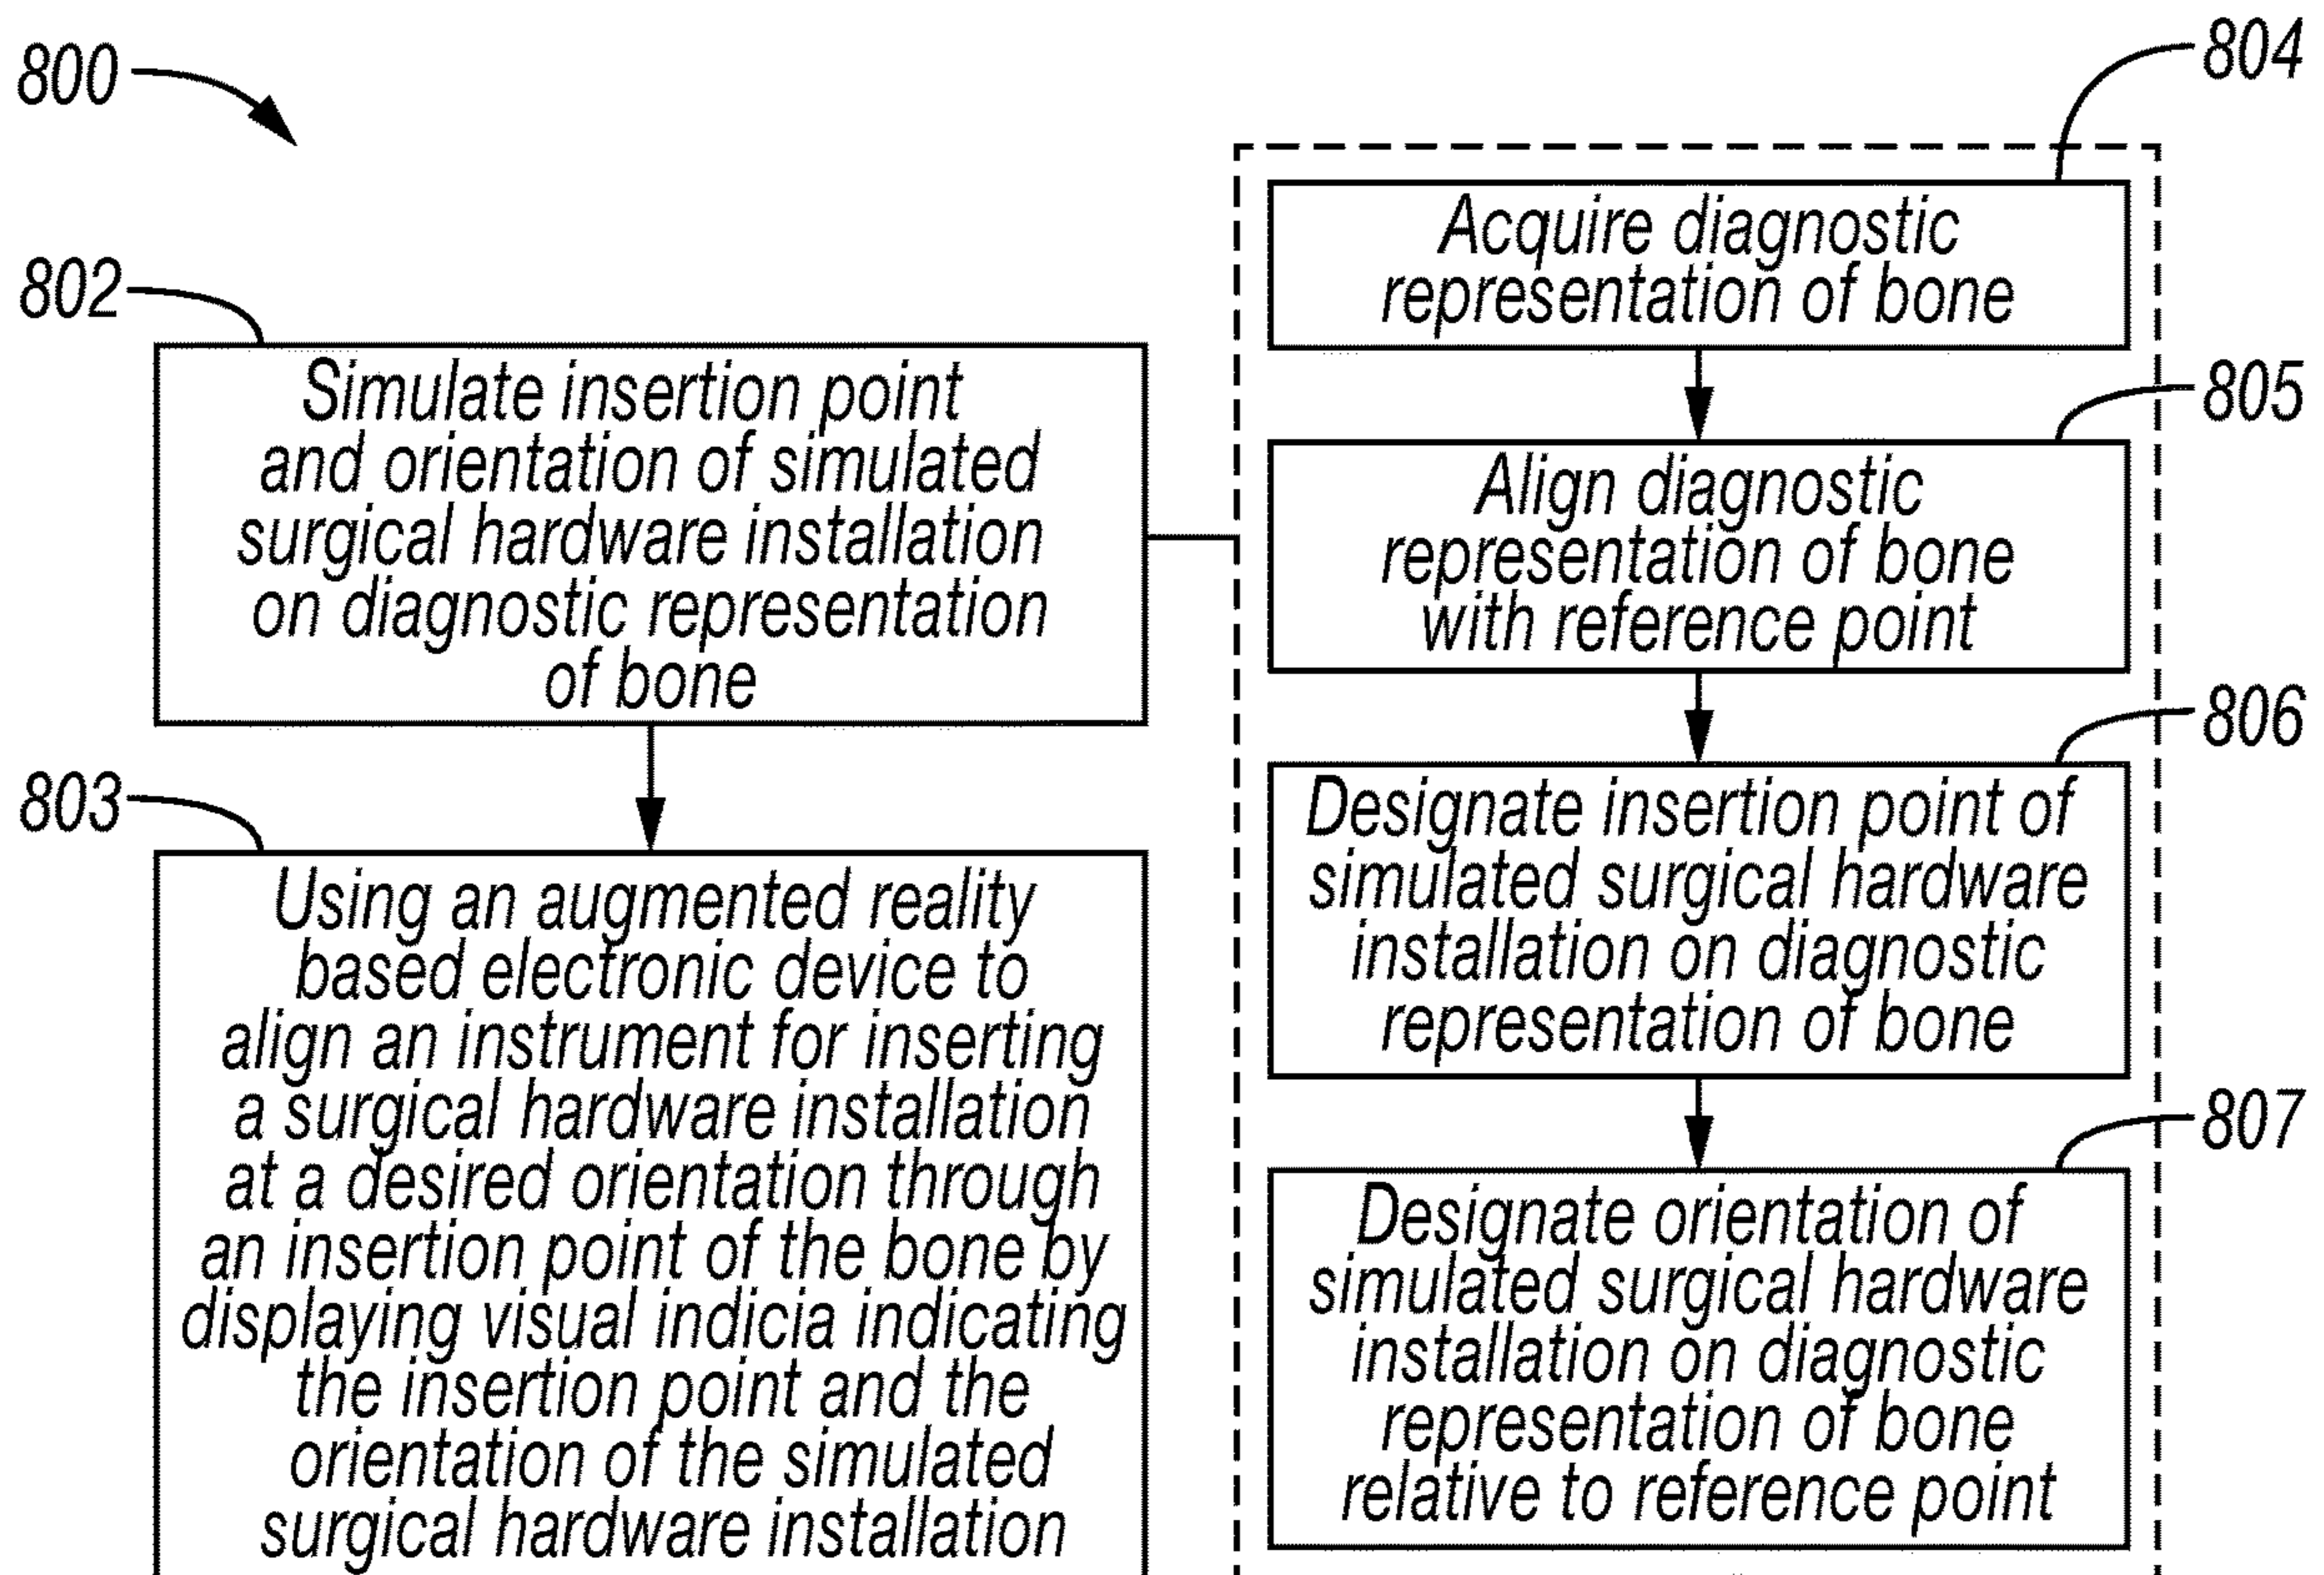 800
802
Simulate insertion point
and orientation of simulated
surgical hardware installation
on diagnostic representation
of bone
803
Using an augmented reality
based electronic device to
align an instrument for inserting
a surgical hardware installation
at a desired orientation through
an insertion point of the bone by
displaying visual indicia indicating
the insertion point and the
orientation of the simulated
surgical hardware installation
804
Acquire diagnostic
representation of bone
805
Align diagnostic
representation of bone
with reference point
806
Designate insertion point of
simulated surgical hardware
installation on diagnostic
representation of bone
807
Designate orientation of
simulated surgical hardware
installation on diagnostic
representation of bone
relative to reference point